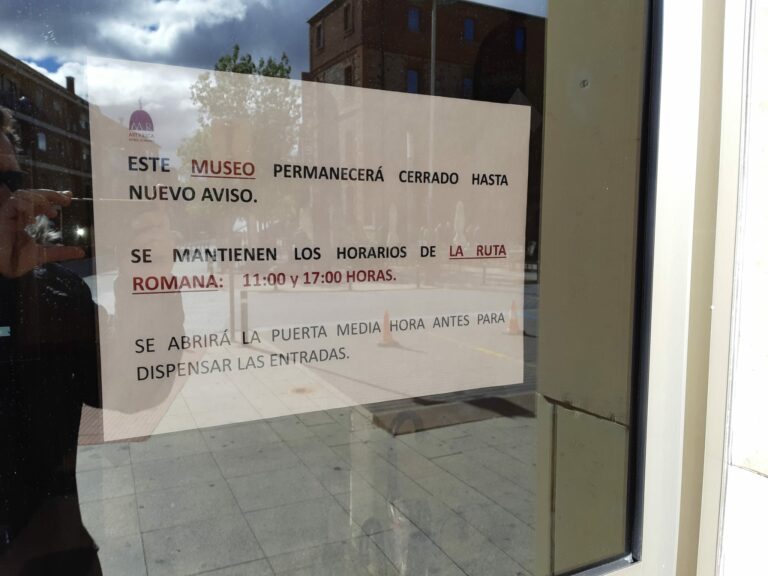 ESTE MUSEO PERMANECERÁ CERRADO HASTA
NUEVO AVISO.
SE MANTIENEN LOS HORARIOS DE LA RUTA
ROMANA: 11:00 y 17:00 HORAS.
SE ABRIRÁ LA PUERTA MEDIA HORA ANTES PARA
DISPENSAR LAS ENTRADAS.